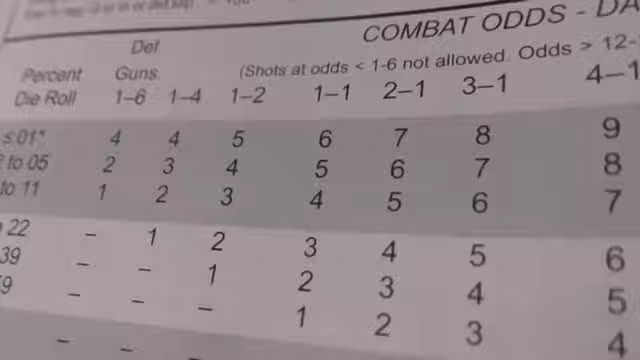 COMBAT ODDS - DA
Def
Percent Guns. (Shots at odds < 1-6 not allowed. Odds > 12-
Die Roll 1–6 1–4 1–2 1–1 2–1 3–1 4–1
≤01* 4 4 5 6 7 8 9
to 05 2 3 4 5 6 7 8
to 11 1 2 3 4 5 6 7
22 – 1 2 3 4 5 6
39 – – 1 2 3 4 5
9 – – – 1 2 3 4
– – –